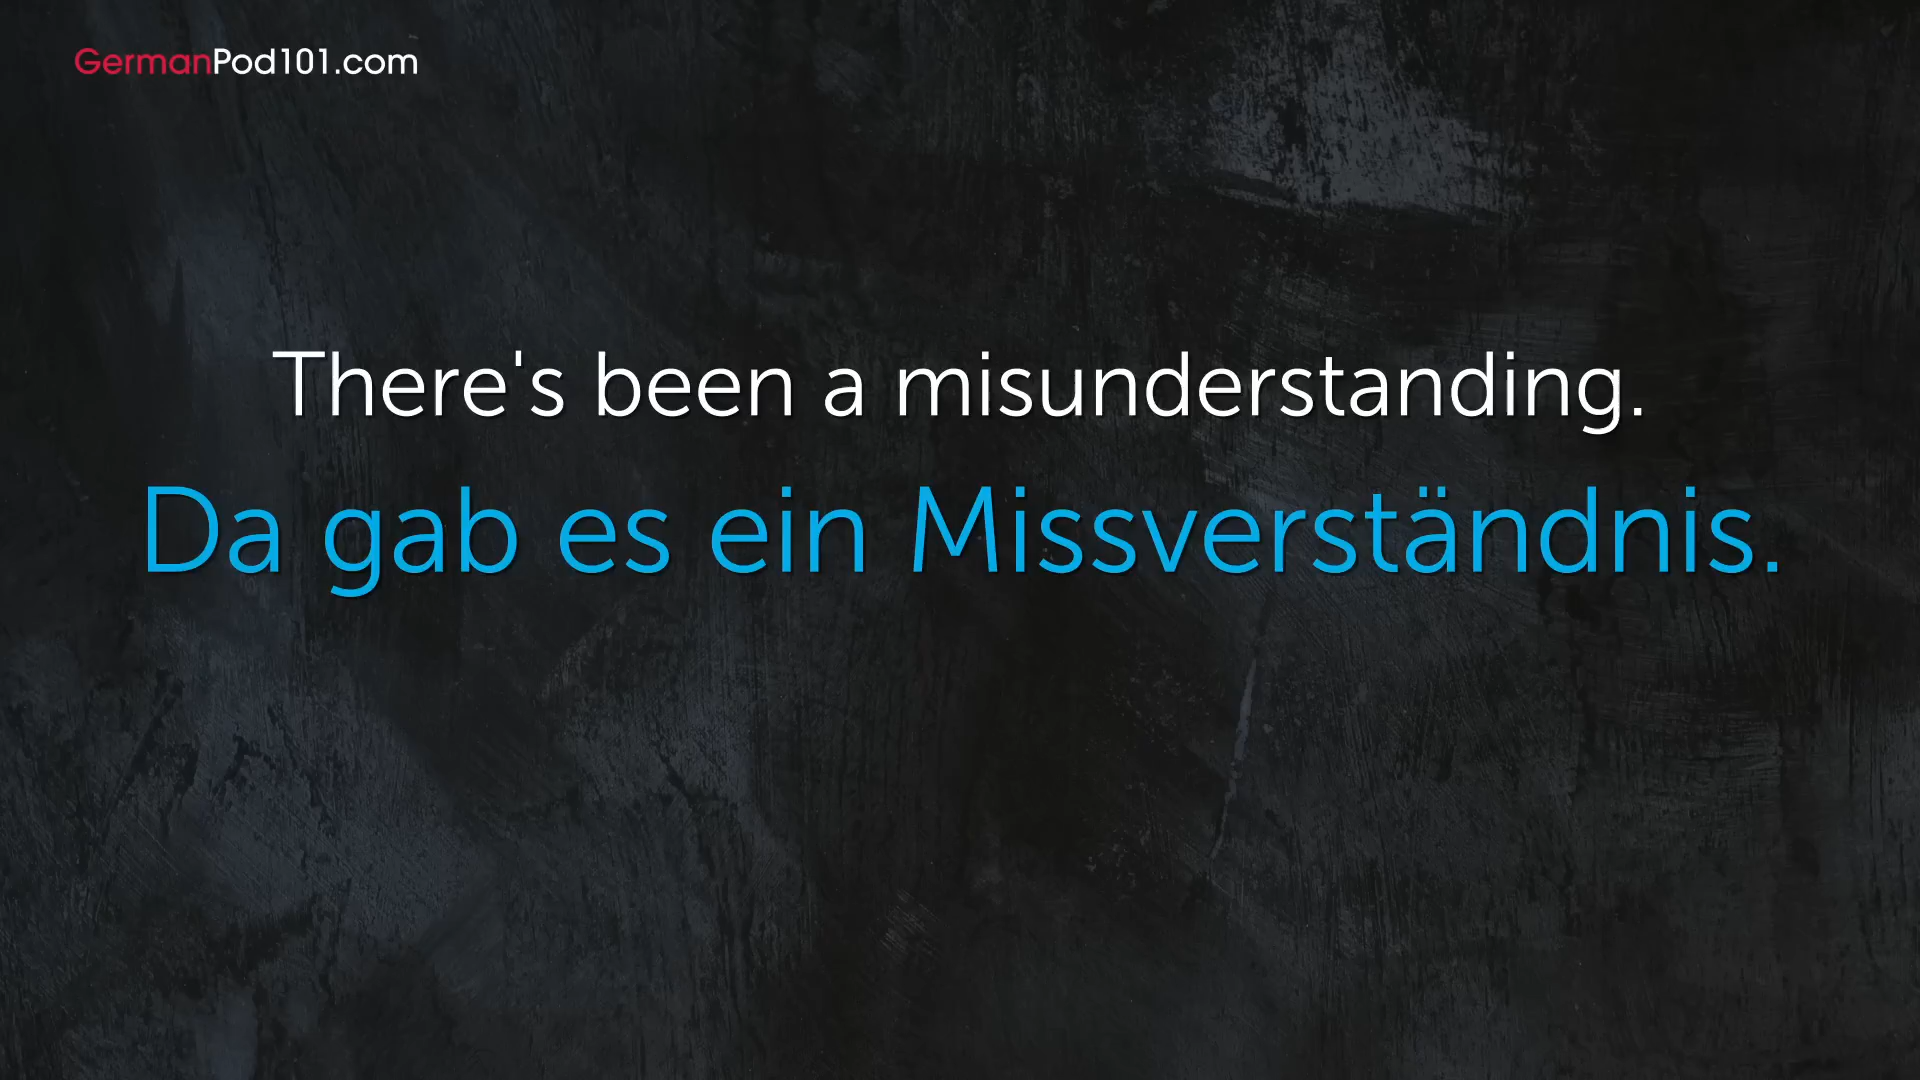 GermanPod101.com
There's been a misunderstanding.
Da gab es ein Missverständnis.